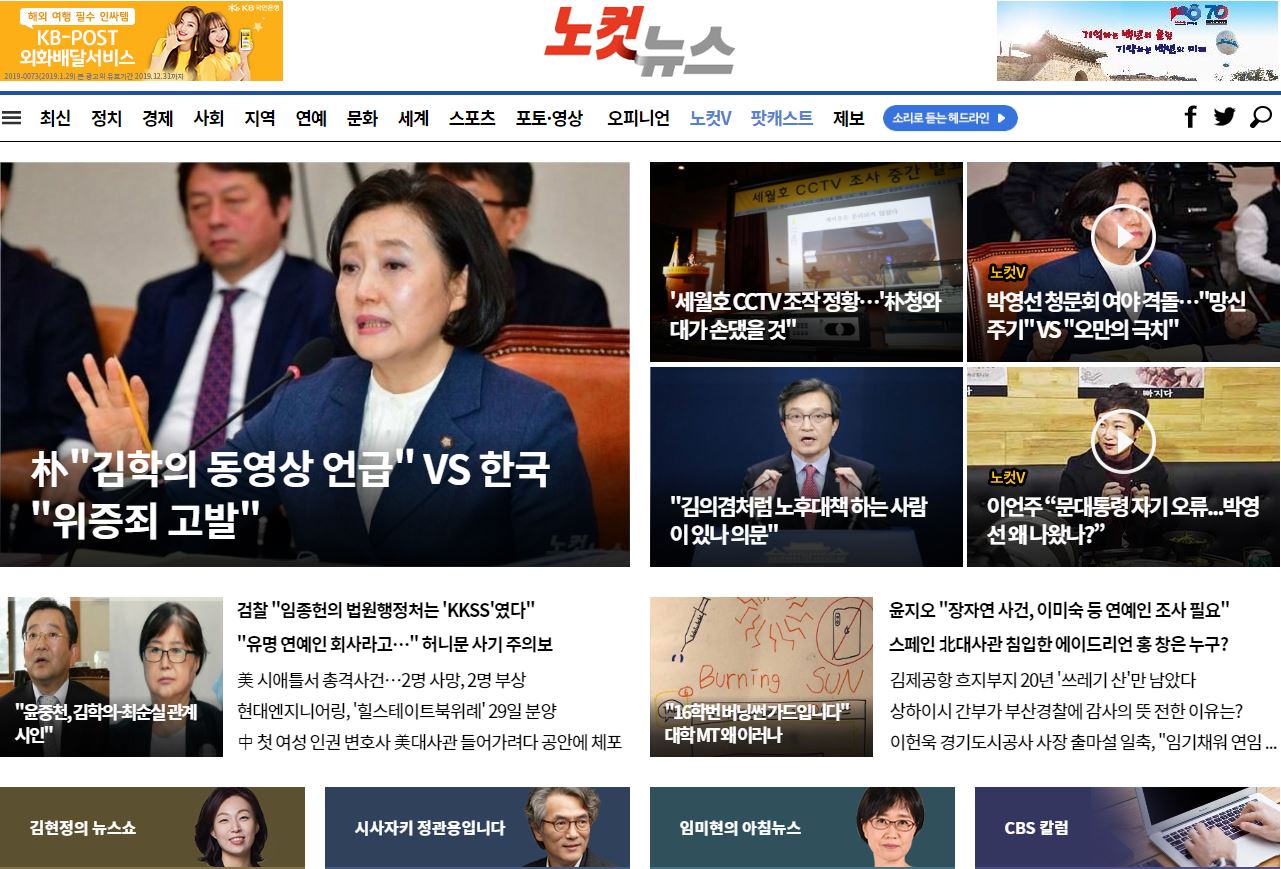 해외 여행 필수 인싸템
KB 국민은행
KB-POST
외화배달서비스
2019-0073(2019.1.29) 본 광고의 유효기간 2019.12.31까지
노컷뉴스
100 70
기억하는 백년의 울림
기약하는 백년의 미래
최신 정치 경제 사회 지역 연예 문화 세계 스포츠 포토·영상 오피니언 노컷V 팟캐스트 제보 소리로 듣는 헤드라인
朴"김학의 동영상 언급" VS 한국
"위증죄 고발"
노컷
세월호 CCTV 조사 중간 발
'세월호 CCTV 조작 정황…'朴청와
대가 손댔을 것"
노컷V
박영선 청문회 여야 격돌…"망신
주기" VS "오만의 극치"
"김의겸처럼 노후대책 하는 사람
이 있나 의문"
빠지다
노컷V
이언주 “문대통령 자기 오류...박영
선 왜 나왔나?”
"윤중천, 김학의-최순실 관계
시인"
검찰 "임종헌의 법원행정처는 'KKSS'였다"
"유명 연예인 회사라고…" 허니문 사기 주의보
美 시애틀서 총격사건…2명 사망, 2명 부상
현대엔지니어링, '힐스테이트북위례' 29일 분양
中 첫 여성 인권 변호사 美대사관 들어가려다 공안에 체포
Burning SUN
"16학번 버닝썬 가드입니다"
대학 MT 왜 이러나
윤지오 "장자연 사건, 이미숙 등 연예인 조사 필요"
스페인 北대사관 침입한 에이드리언 홍 창은 누구?
김제공항 흐지부지 20년 '쓰레기 산'만 남았다
상하이시 간부가 부산경찰에 감사의 뜻 전한 이유는?
이헌욱 경기도시공사 사장 출마설 일축, "임기채워 연임 ...
김현정의 뉴스쇼
시사자키 정관용입니다
임미현의 아침뉴스
CBS 칼럼